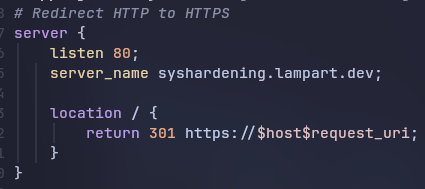 # Redirect HTTP to HTTPS
server {
    listen 80;
    server_name syshardening.lampart.dev;

    location / {
        return 301 https://$host$request_uri;
    }
}